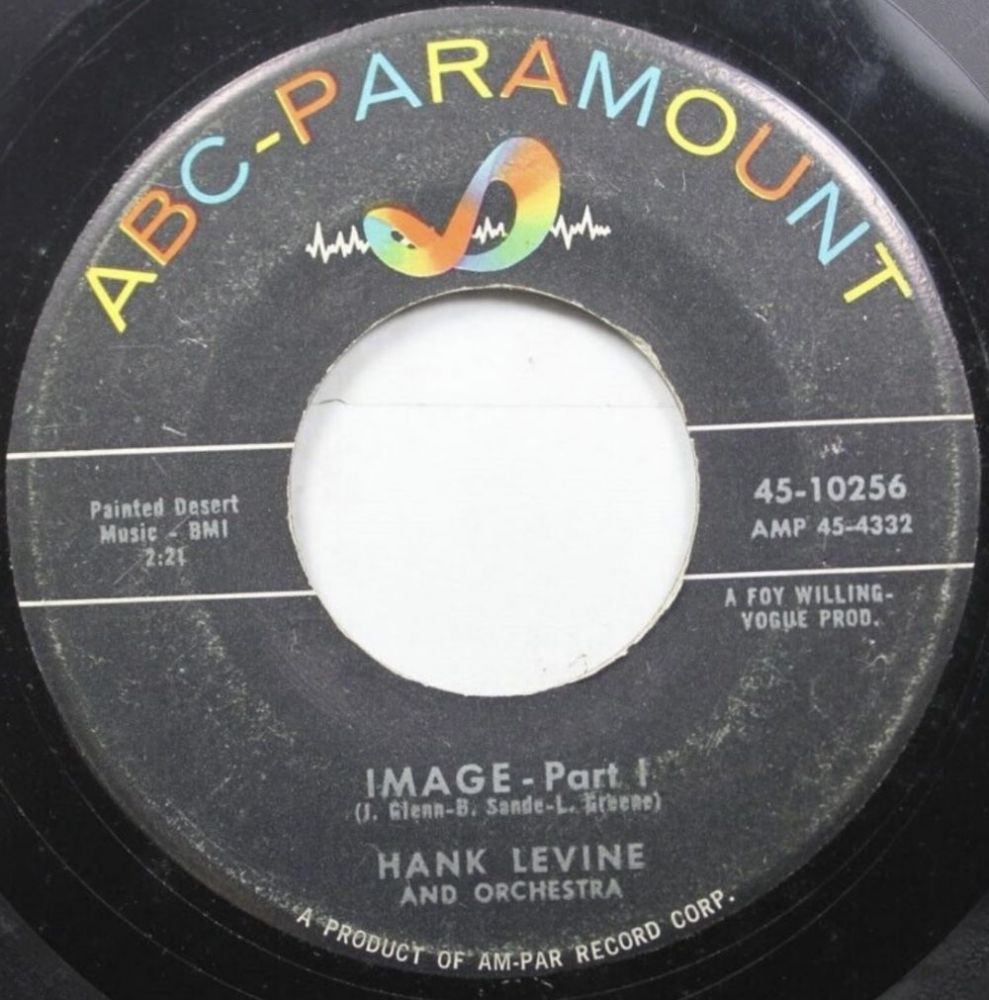 ABC-PARAMOUNT
Painted Desert
Music - BMI
2:21
45-10256
AMP 45-4332
A FOY WILLING-
VOGUE PROD.
IMAGE - Part I
(J. Glenn-B. Sande-L. Greene)
HANK LEVINE
AND ORCHESTRA
A PRODUCT OF AM-PAR RECORD CORP.